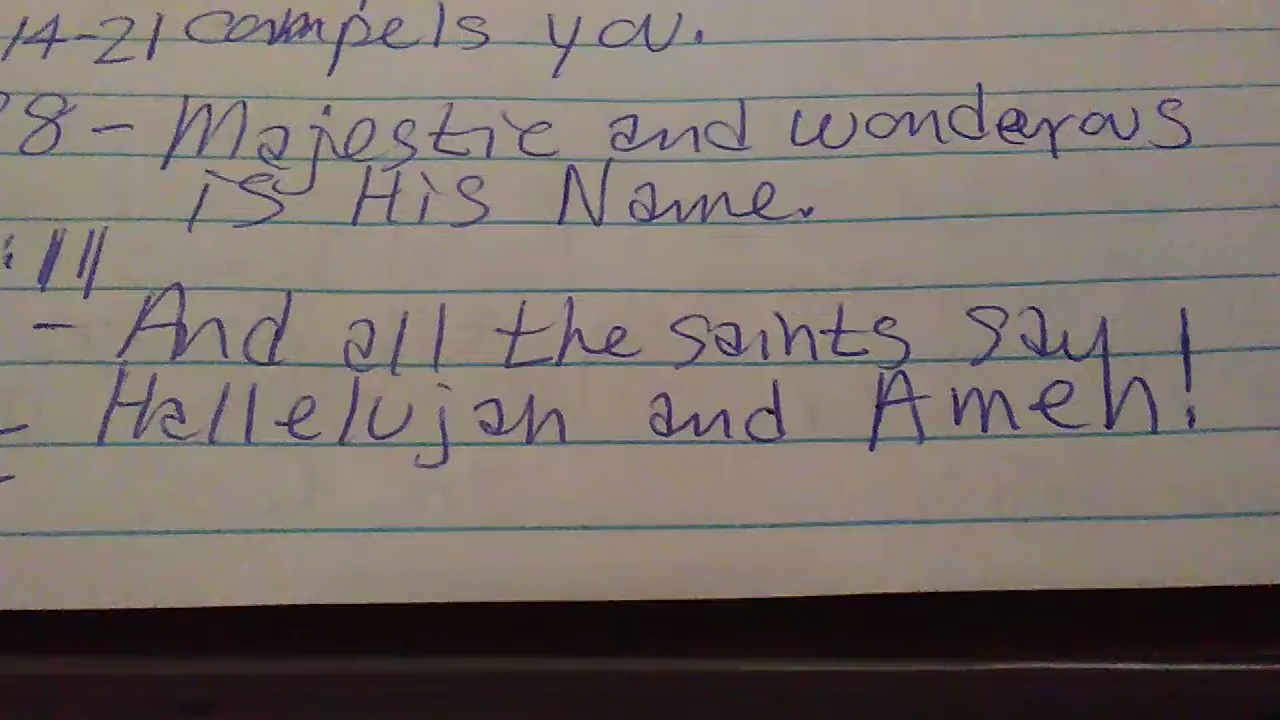 14-21 compels you.
8 - Majestic and wonderous
is His Name.
:11
- And all the saints say
- Hallelujah and Amen!